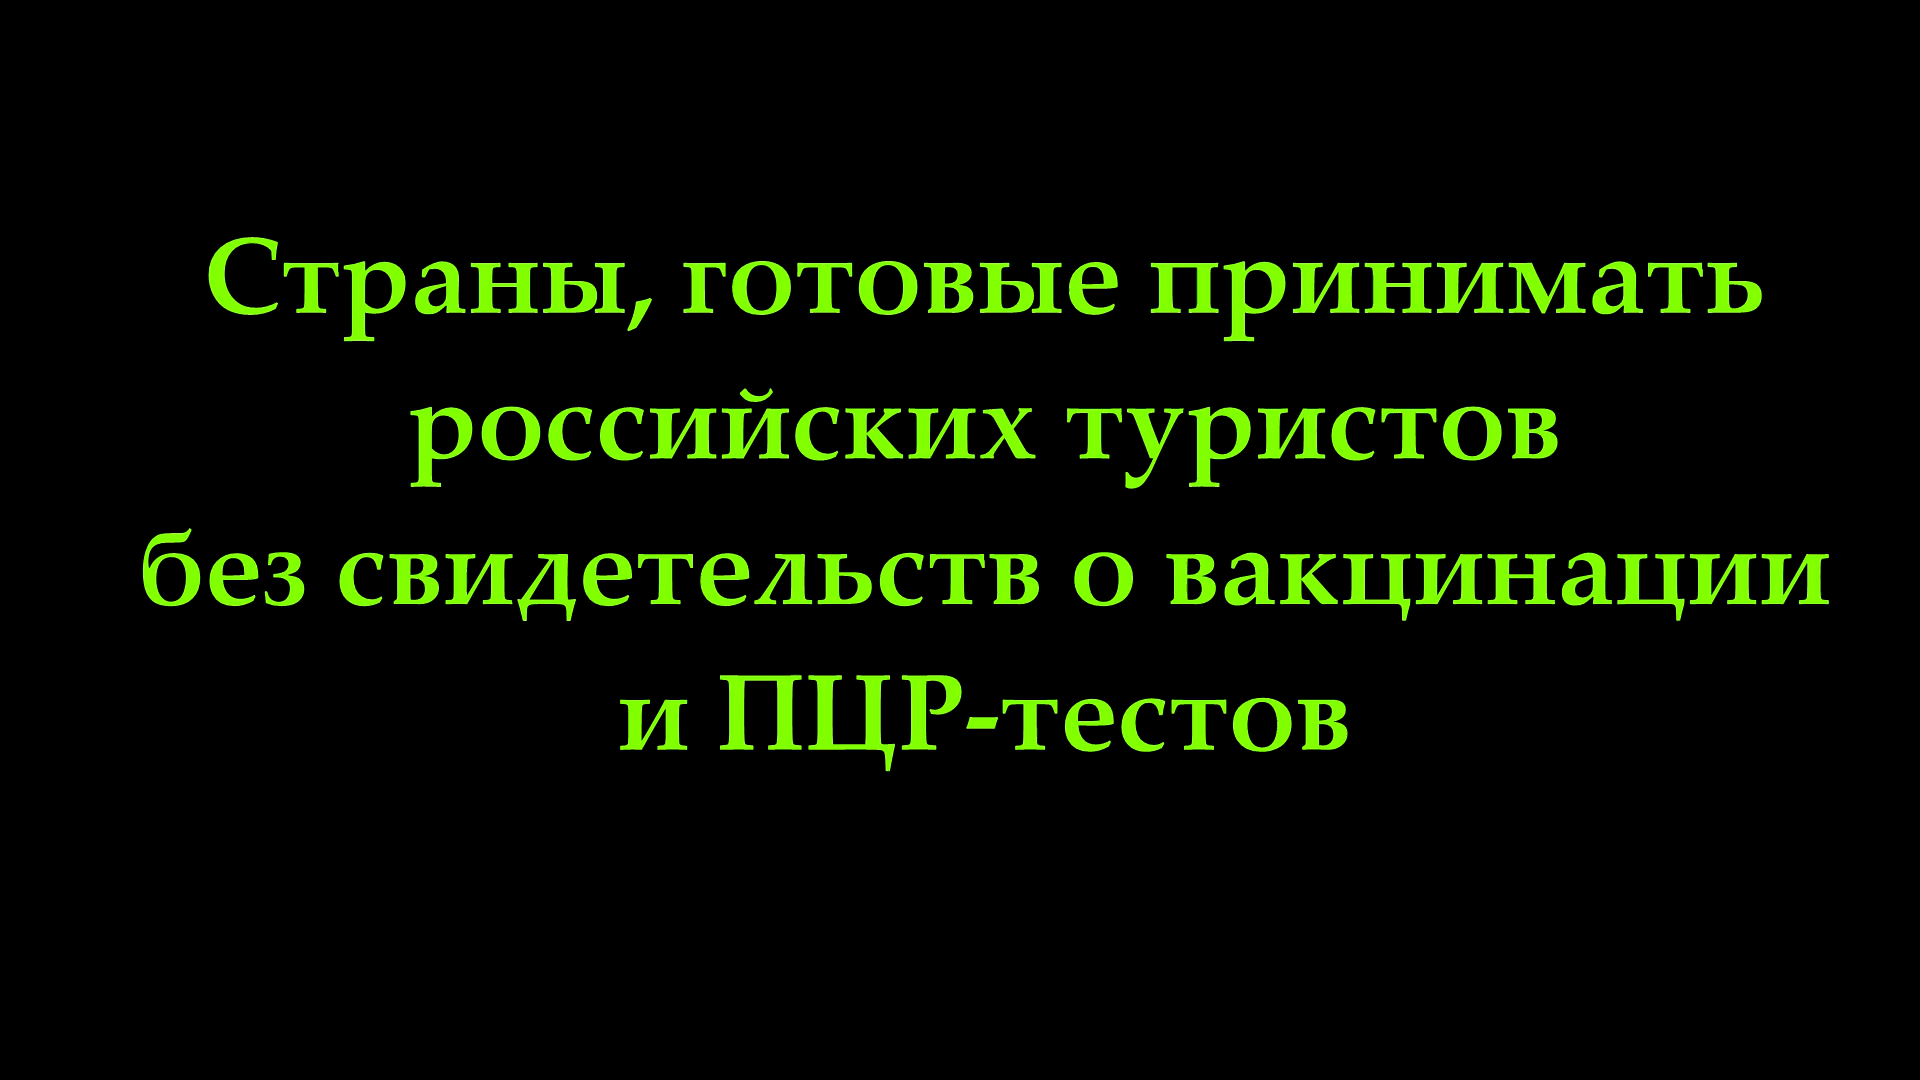 Страны, готовые принимать
российских туристов
без свидетельств о вакцинации
и ПЦР-тестов